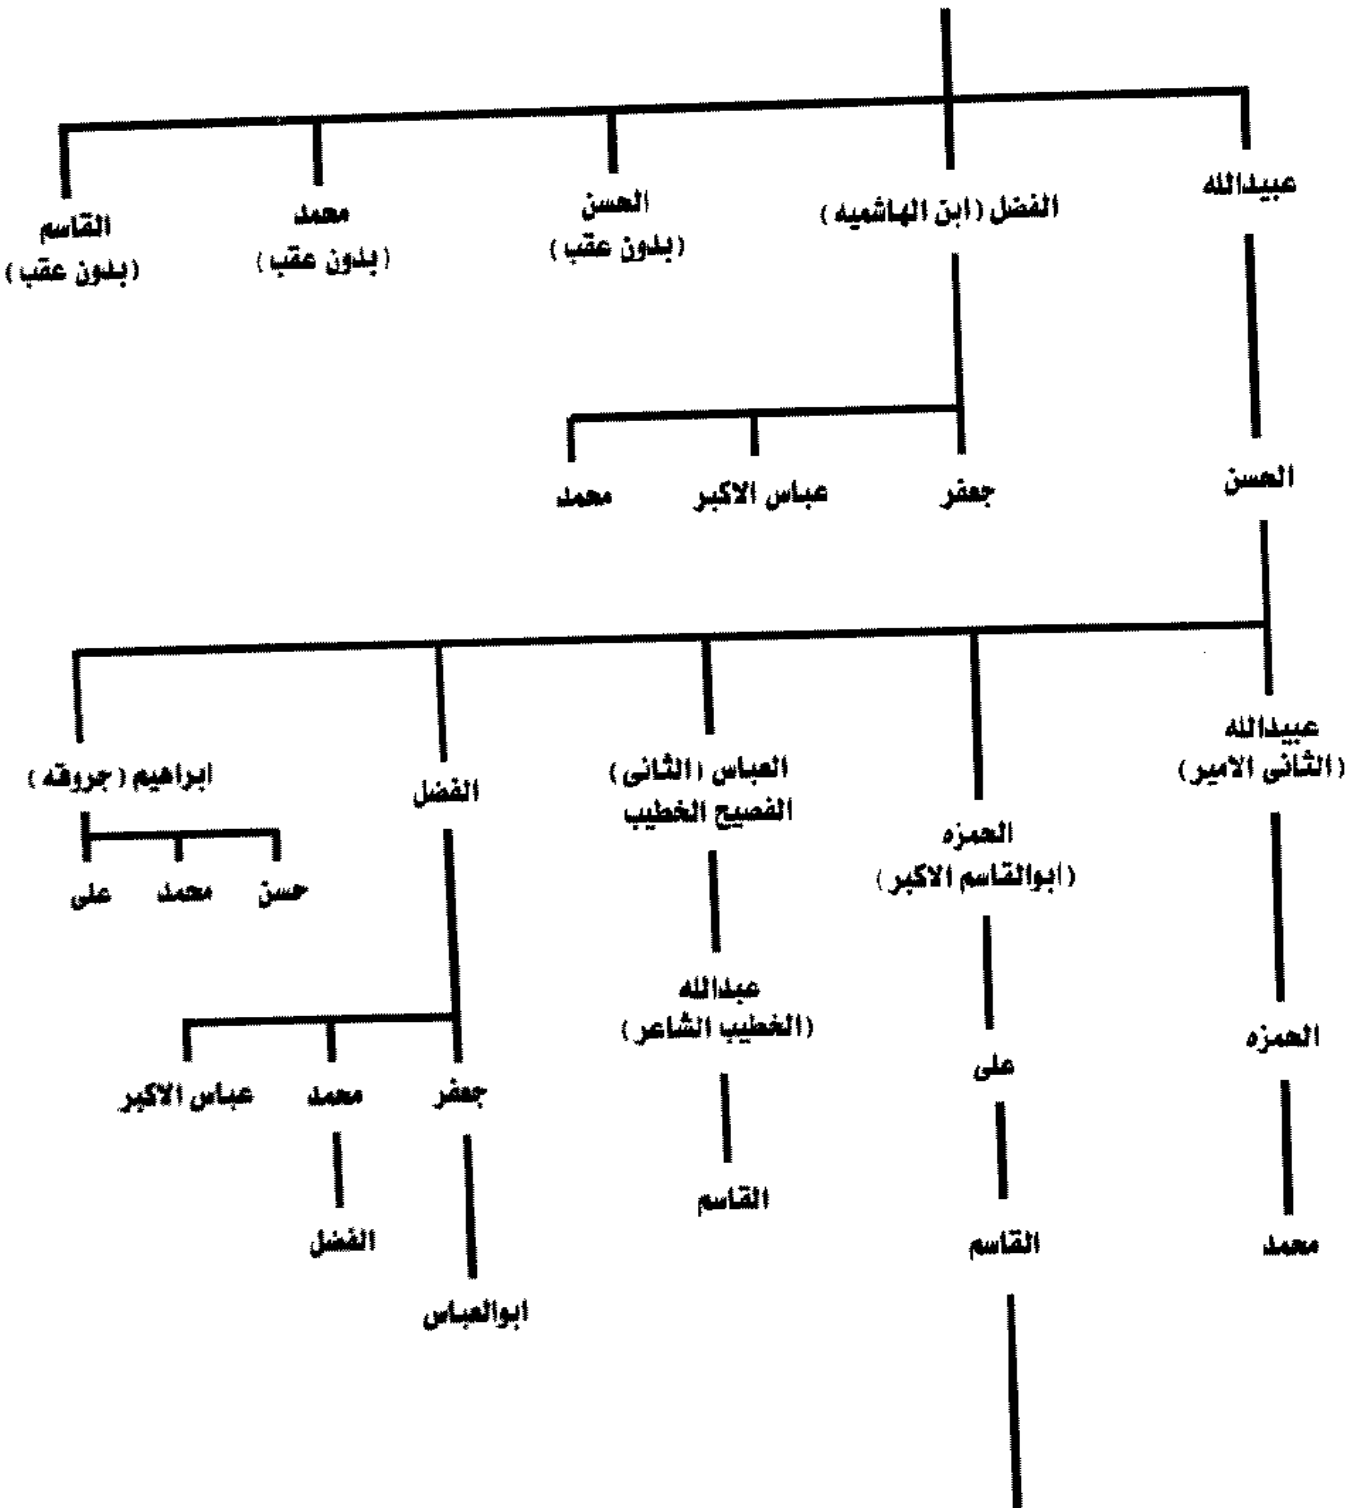 عبيدالله
الفضل (ابن الهاشميه)
الحسن
(بدون عقب)
محمد
(بدون عقب)
القاسم
(بدون عقب)
الحسن
جعفر
عباس الاكبر
محمد
عبيدالله
(الثانى الامير)
الحمزه
(ابوالقاسم الاكبر)
العباس (الثانى)
الفصيح الخطيب
الفضل
ابراهيم (جروقه)
حسن
محمد
على
الحمزه
على
عبدالله
(الخطيب الشاعر)
جعفر
محمد
عباس الاكبر
محمد
القاسم
القاسم
الفضل
ابوالعباس